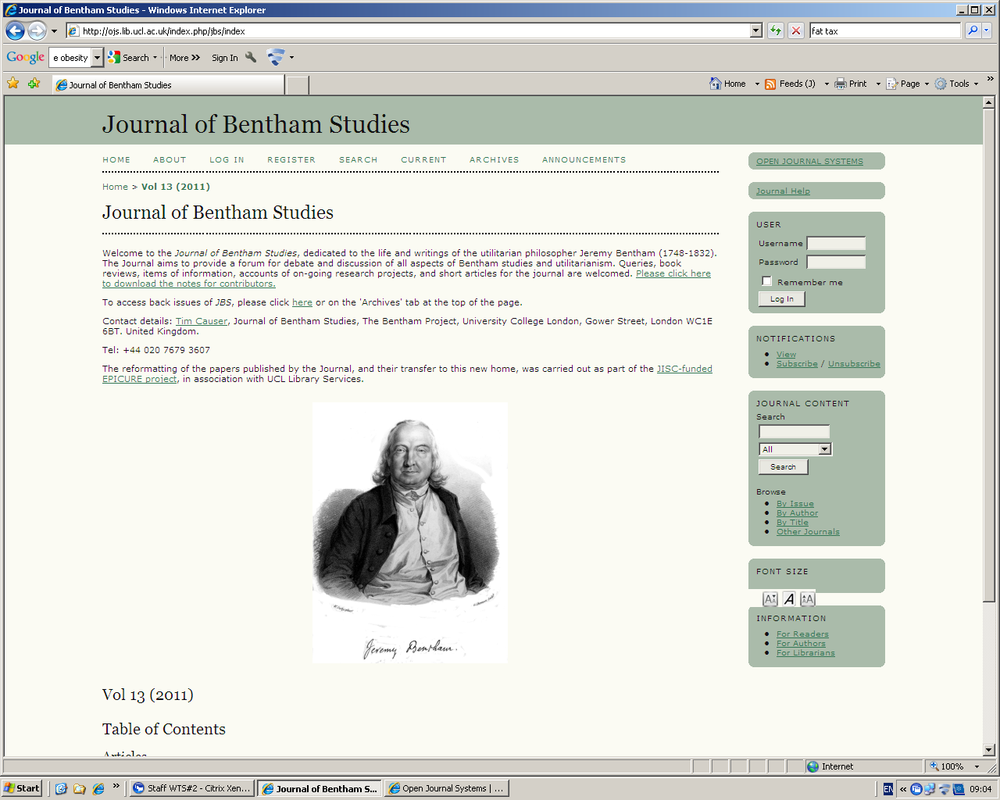 Journal of Bentham Studies - Windows Internet Explorer
http://ojs.lib.ucl.ac.uk/index.php/jbs/index
fat tax
Google e obesity Search More » Sign In
Journal of Bentham Studies Home Feeds (J) Print Page Tools »
Journal of Bentham Studies
HOME ABOUT LOG IN REGISTER SEARCH CURRENT ARCHIVES ANNOUNCEMENTS
Home > Vol 13 (2011)
Journal of Bentham Studies
Welcome to the Journal of Bentham Studies, dedicated to the life and writings of the utilitarian philosopher Jeremy Bentham (1748-1832).
The Journal aims to provide a forum for debate and discussion of all aspects of Bentham studies and utilitarianism. Queries, book
reviews, items of information, accounts of on-going research projects, and short articles for the journal are welcomed. Please click here
to download the notes for contributors.
To access back issues of JBS, please click here or on the 'Archives' tab at the top of the page.
Contact details: Tim Causer, Journal of Bentham Studies, The Bentham Project, University College London, Gower Street, London WC1E
6BT. United Kingdom.
Tel: +44 020 7679 3607
The reformatting of the papers published by the Journal, and their transfer to this new home, was carried out as part of the JISC-funded
EPICURE project, in association with UCL Library Services.
Jeremy Bentham.
Vol 13 (2011)
Table of Contents
Articles
OPEN JOURNAL SYSTEMS
Journal Help
USER
Username
Password
Remember me
Log In
NOTIFICATIONS
View
Subscribe / Unsubscribe
JOURNAL CONTENT
Search
All
Search
Browse
By Issue
By Author
By Title
Other Journals
FONT SIZE
A A A
INFORMATION
For Readers
For Authors
For Librarians
Internet 100%
Start » Staff WTS#2 - Citrix Xen... Journal of Bentham S... Open Journal Systems | ... EN « 09:04